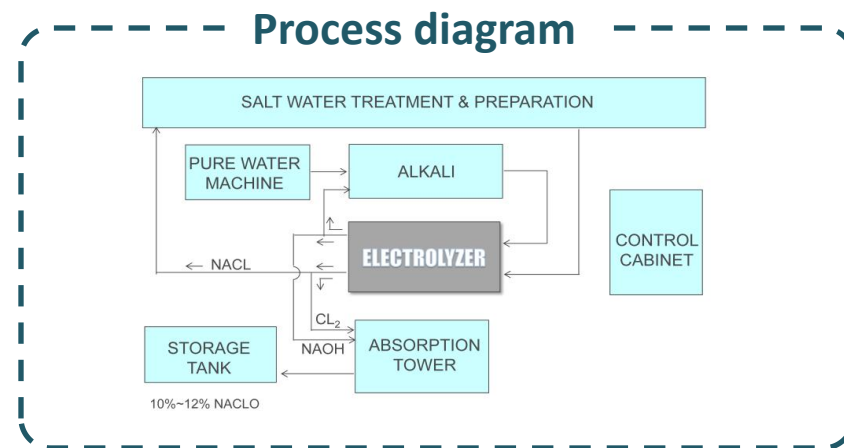 Process diagram
SALT WATER TREATMENT & PREPARATION
PURE WATER
MACHINE
ALKALI
ELECTROLYZER
CONTROL
CABINET
NACL
CL₂
NAOH
ABSORPTION
TOWER
STORAGE
TANK
10%~12% NACLO